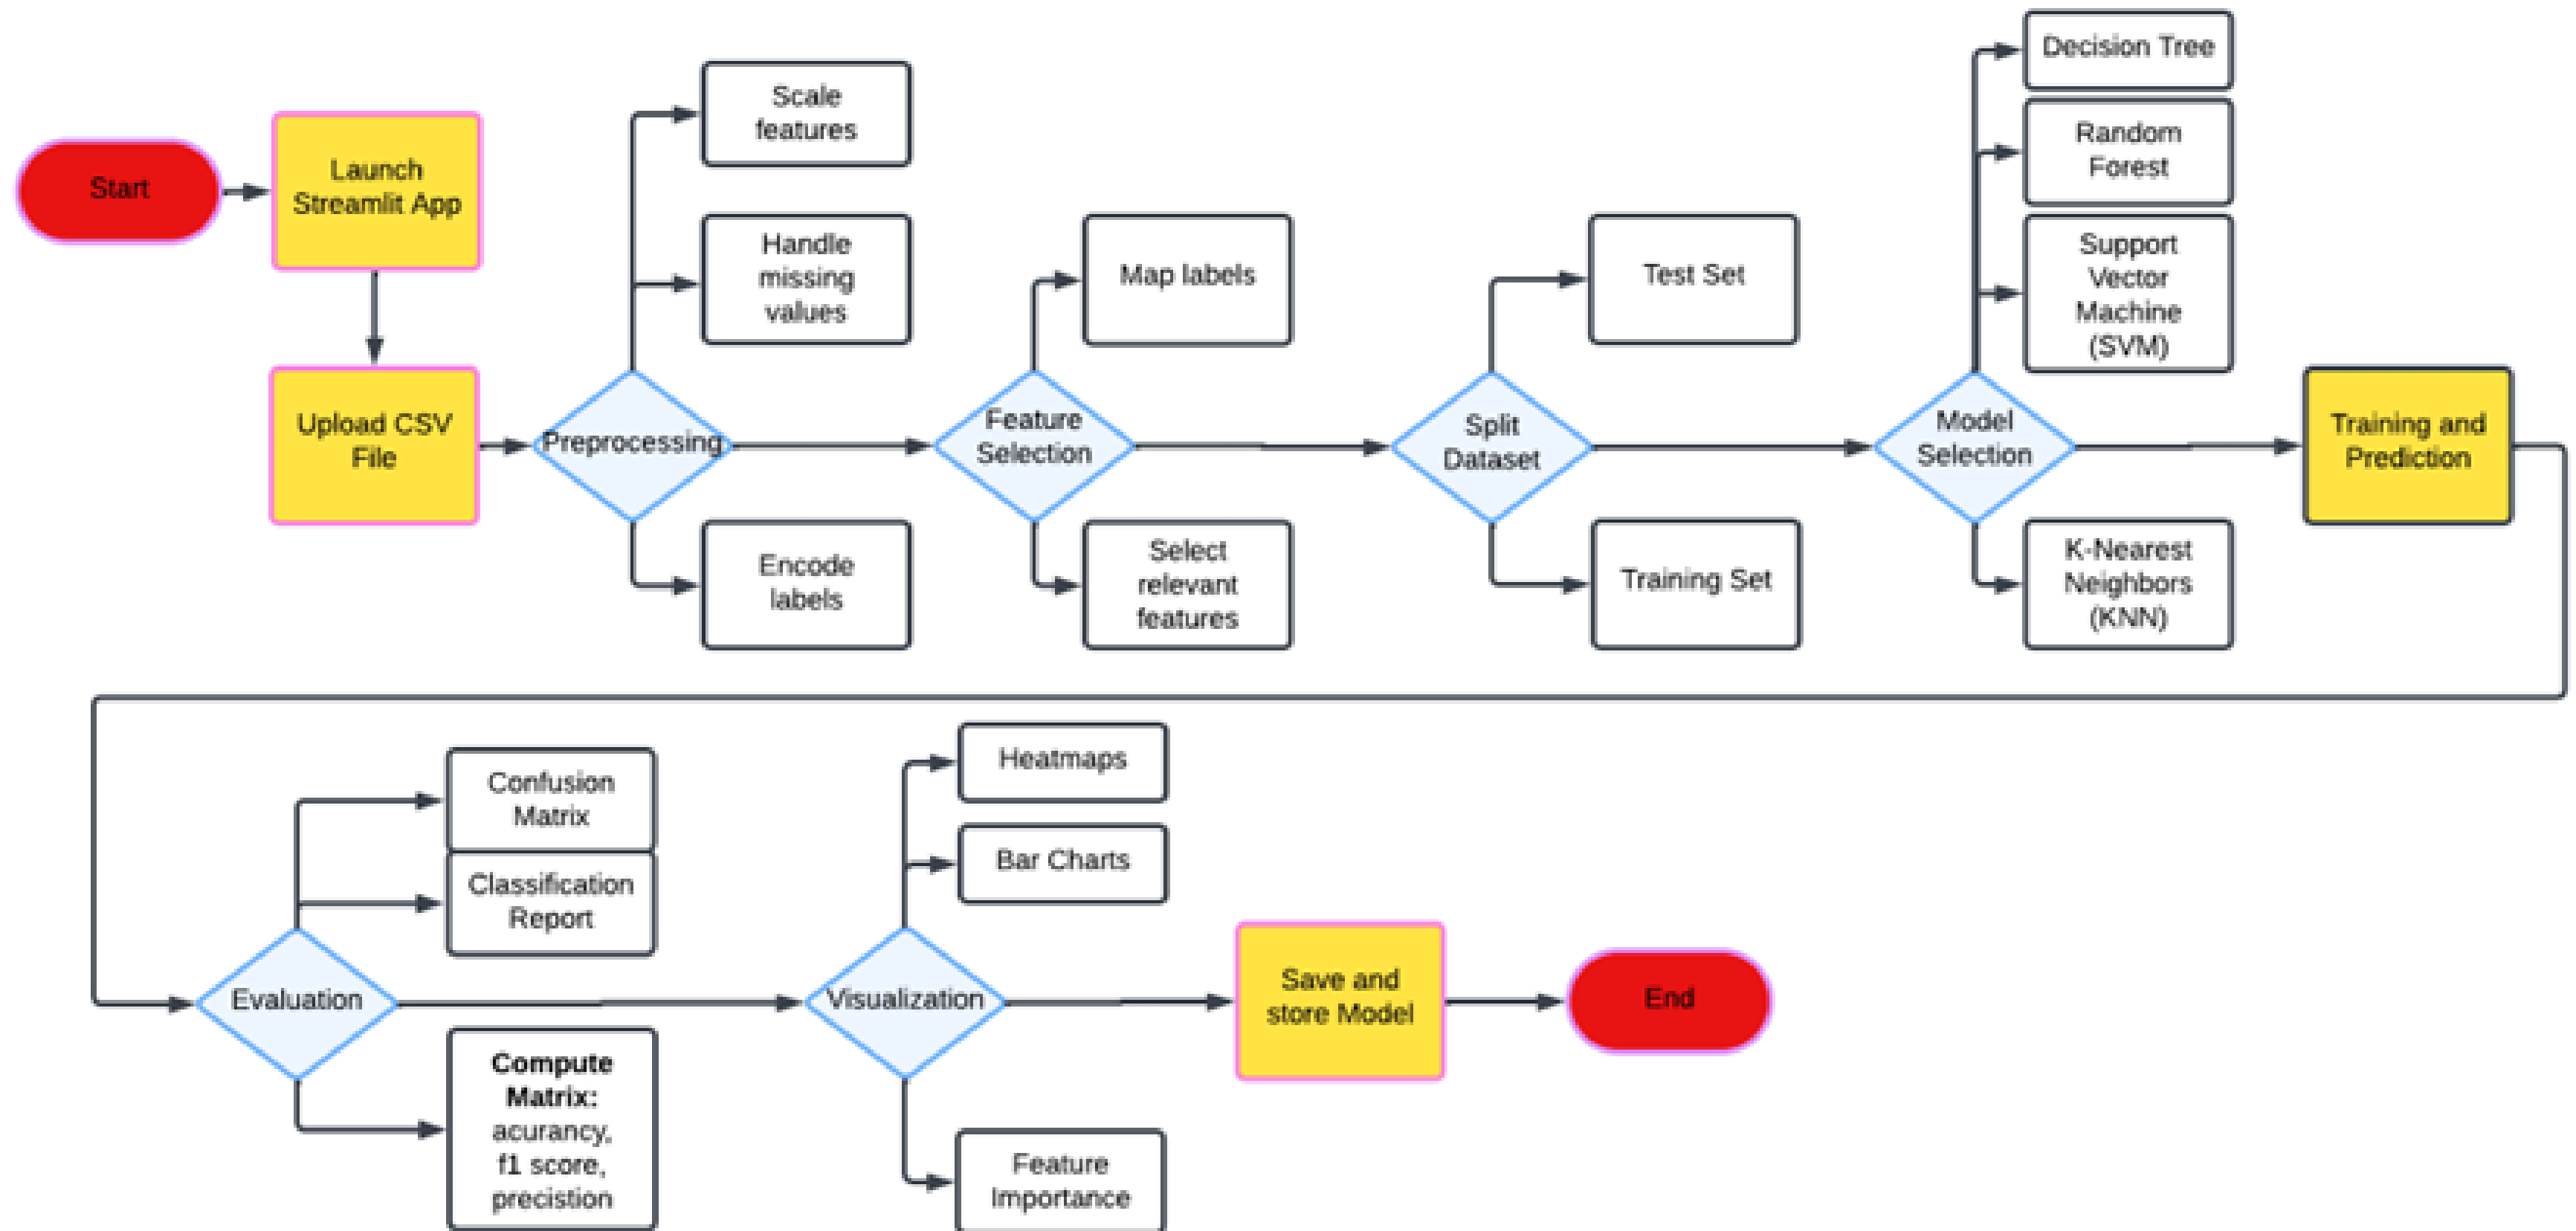 Start
Launch
Streamlit App
Upload CSV
File
Preprocessing
Scale
features
Handle
missing
values
Encode
labels
Feature
Selection
Map labels
Select
relevant
features
Split
Dataset
Test Set
Training Set
Model
Selection
Decision Tree
Random
Forest
Support
Vector
Machine
(SVM)
K-Nearest
Neighbors
(KNN)
Training and
Prediction
Evaluation
Confusion
Matrix
Classification
Report
Compute
Matrix:
acurancy,
f1 score,
precistion
Visualization
Heatmaps
Bar Charts
Feature
Importance
Save and
store Model
End